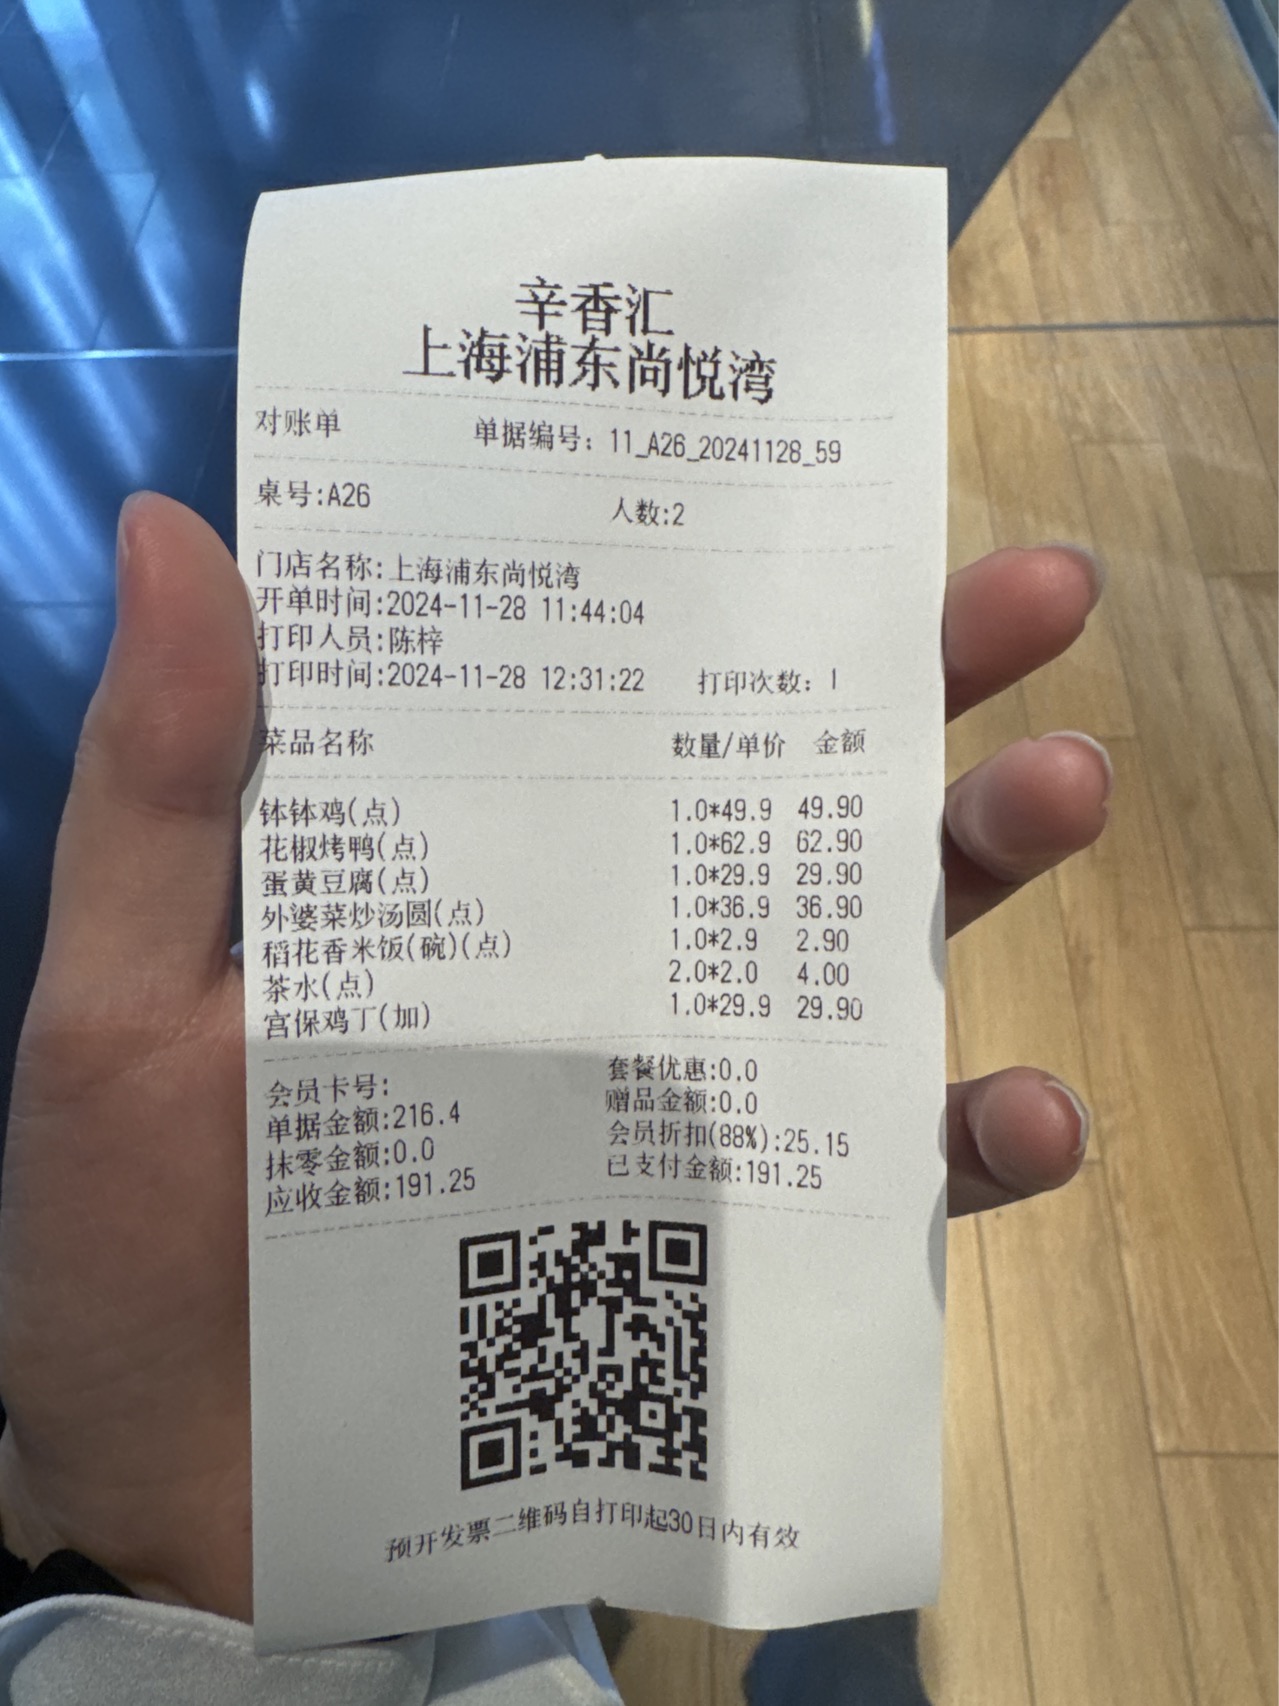 辛香汇
上海浦东尚悦湾
对账单 单据编号：11_A26_20241128_59
桌号:A26 人数:2
门店名称:上海浦东尚悦湾
开单时间:2024-11-28 11:44:04
打印人员:陈梓
打印时间:2024-11-28 12:31:22 打印次数：1
菜品名称 数量/单价 金额
钵钵鸡(点) 1.0*49.9 49.90
花椒烤鸭(点) 1.0*62.9 62.90
蛋黄豆腐(点) 1.0*29.9 29.90
外婆菜炒汤圆(点) 1.0*36.9 36.90
稻花香米饭(碗)(点) 1.0*2.9 2.90
茶水(点) 2.0*2.0 4.00
宫保鸡丁(加) 1.0*29.9 29.90
会员卡号: 套餐优惠:0.0
单据金额:216.4 赠品金额:0.0
抹零金额:0.0 会员折扣(88%):25.15
应收金额:191.25 已支付金额:191.25
预开发票二维码自打印起30日内有效